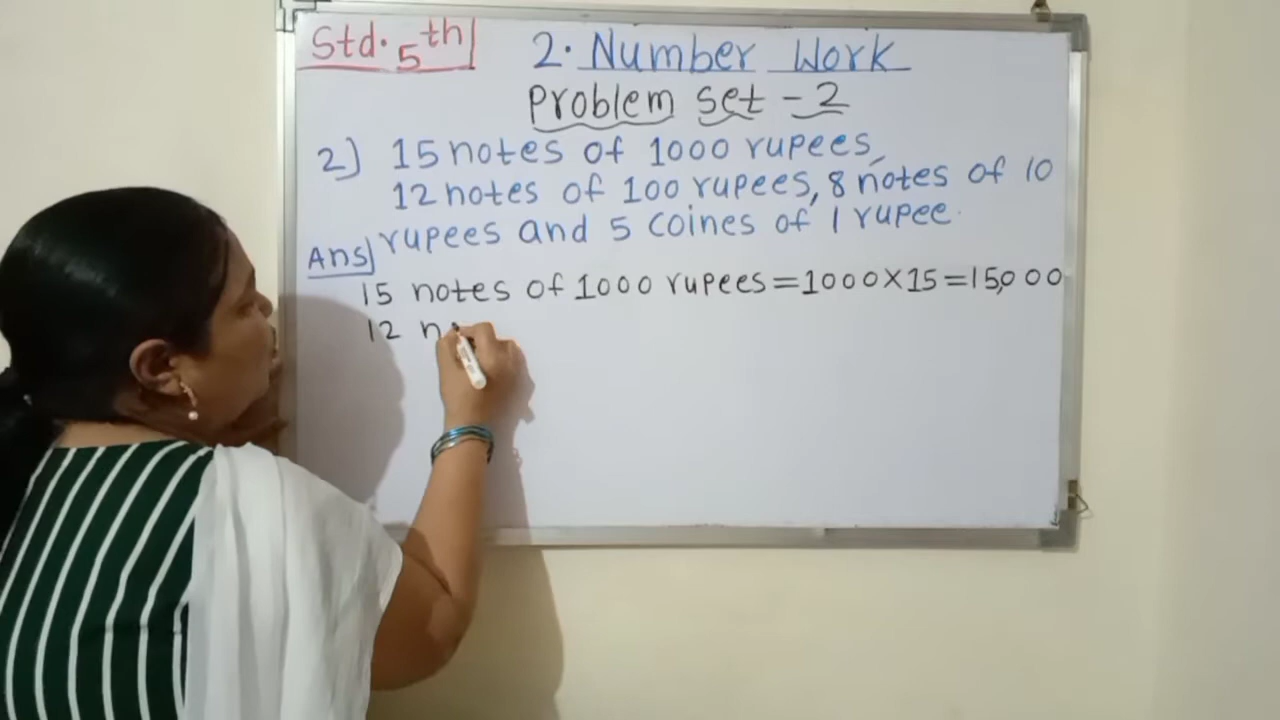 Std. 5th
2. Number Work
Problem set - 2
2) 15 notes of 1000 rupees,
12 notes of 100 rupees, 8 notes of 10
rupees and 5 coines of 1 rupee.
Ans
15 notes of 1000 rupees = 1000 × 15 = 15,000
12